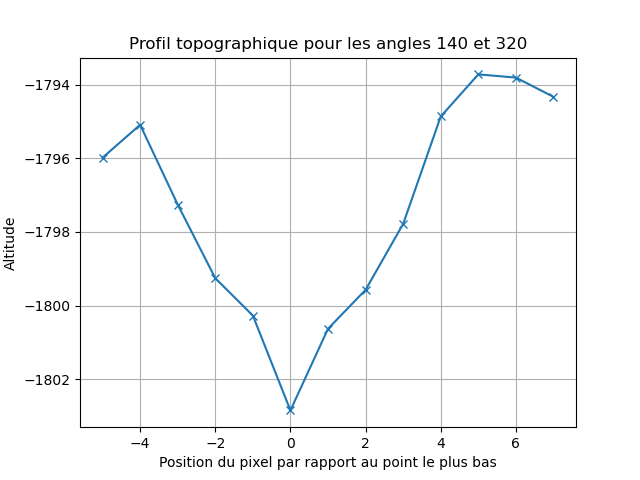 Profil topographique pour les angles 140 et 320
−1794
−1796
−1798
−1800
−1802
Altitude
−4 −2 0 2 4 6
Position du pixel par rapport au point le plus bas